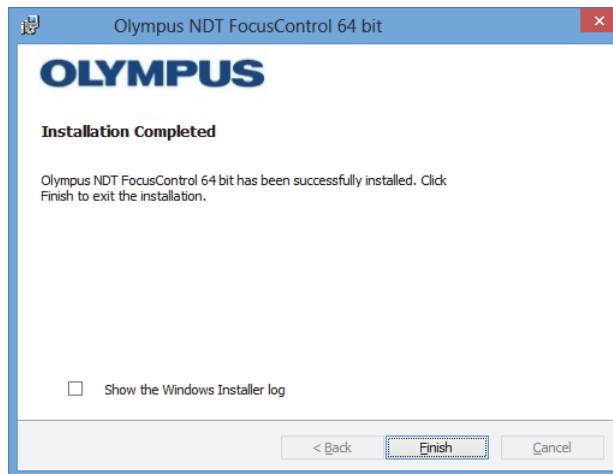 Olympus NDT FocusControl 64 bit
OLYMPUS
Installation Completed
Olympus NDT FocusControl 64 bit has been successfully installed. Click
Finish to exit the installation.
Show the Windows Installer log
< Back Finish Cancel